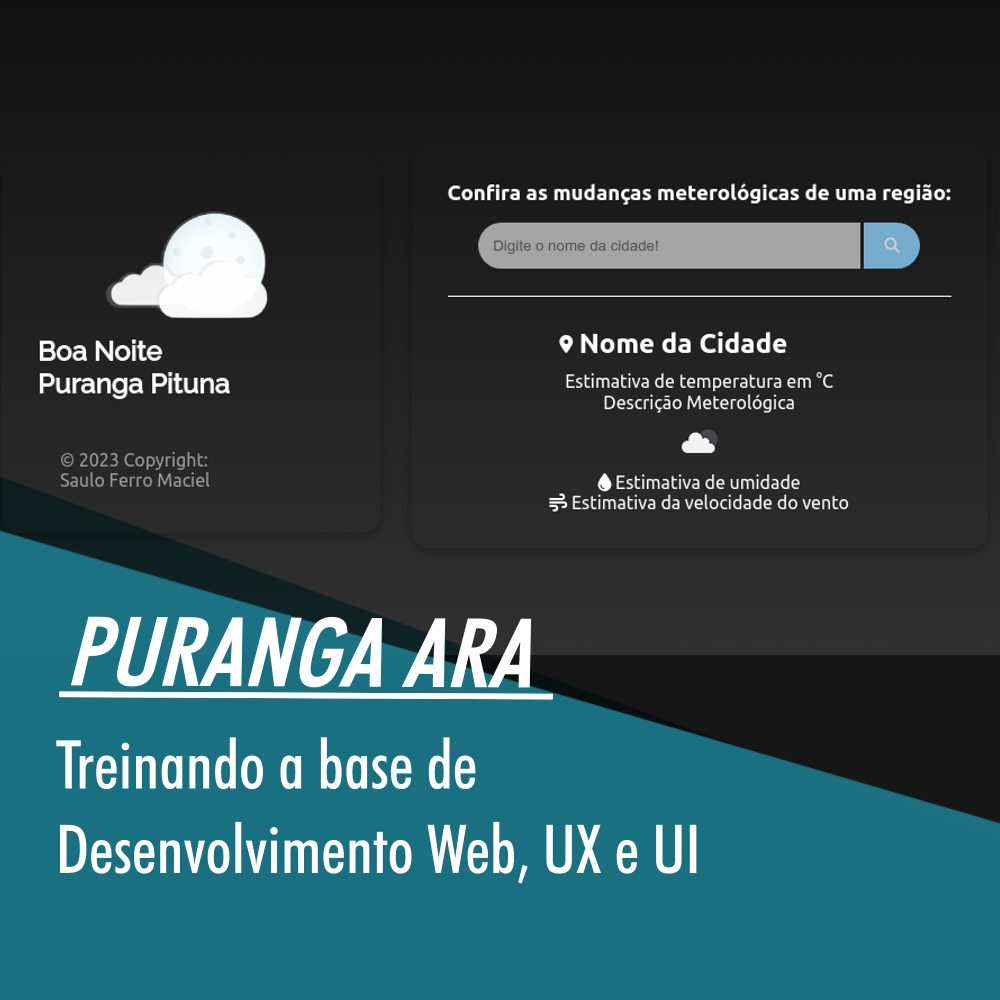 Boa Noite
Puranga Pituna
© 2023 Copyright:
Saulo Ferro Maciel
Confira as mudanças meterológicas de uma região:
Digite o nome da cidade!
Nome da Cidade
Estimativa de temperatura em °C
Descrição Meterológica
Estimativa de umidade
Estimativa da velocidade do vento
PURANGA ARA
Treinando a base de
Desenvolvimento Web, UX e UI